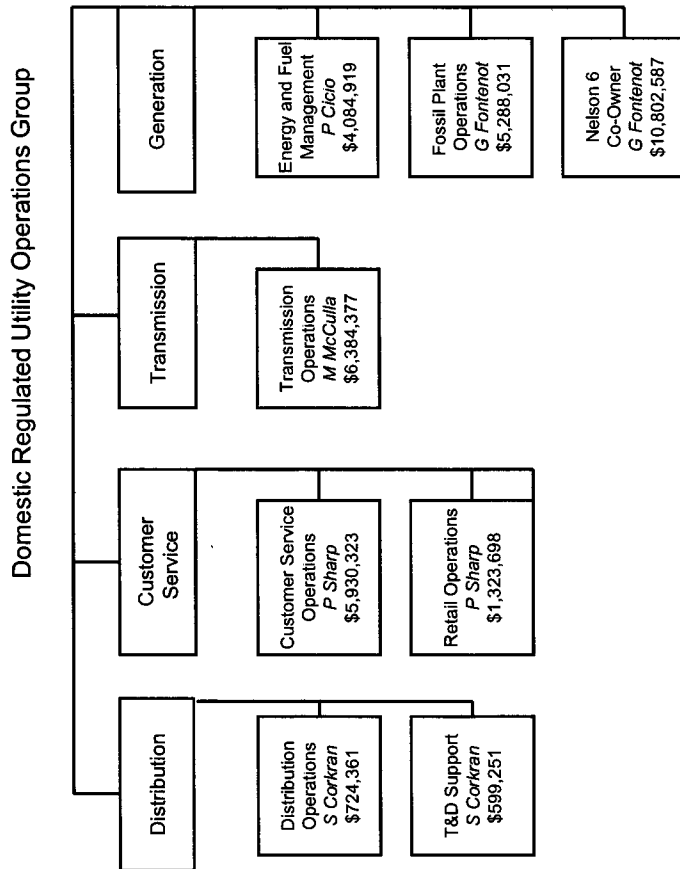 Domestic Regulated Utility Operations Group
Distribution
Distribution
Operations
S Corkran
$724,361
T&D Support
S Corkran
$599,251
Customer
Service
Customer Service
Operations
P Sharp
$5,930,323
Retail Operations
P Sharp
$1,323,698
Transmission
Transmission
Operations
M McCulla
$6,384,377
Generation
Energy and Fuel
Management
P Cicio
$4,084,919
Fossil Plant
Operations
G Fontenot
$5,288,031
Nelson 6
Co-Owner
G Fontenot
$10,802,587